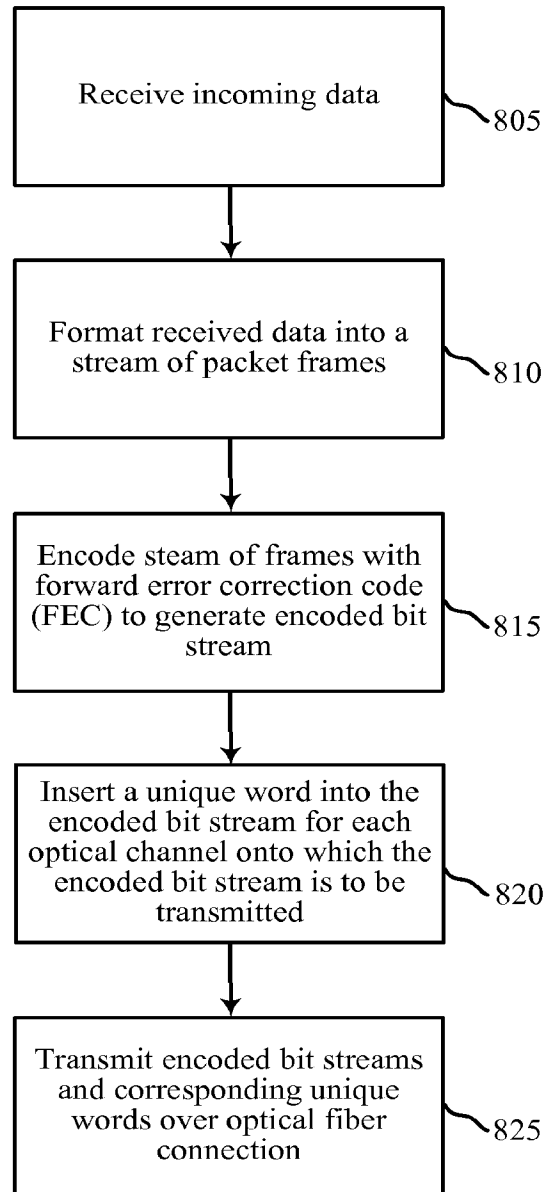 Receive incoming data
805
Format received data into a
stream of packet frames
810
Encode steam of frames with
forward error correction code
(FEC) to generate encoded bit
stream
815
Insert a unique word into the
encoded bit stream for each
optical channel onto which the
encoded bit stream is to be
transmitted
820
Transmit encoded bit streams
and corresponding unique
words over optical fiber
connection
825